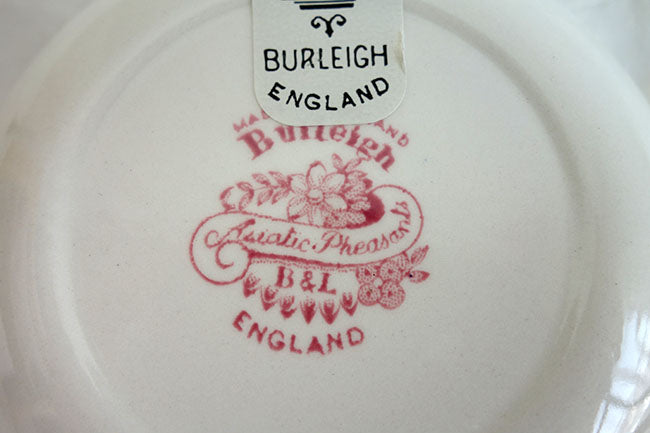 BURLEIGH
ENGLAND
Burleigh
Asiatic Pheasants
B&L
ENGLAND